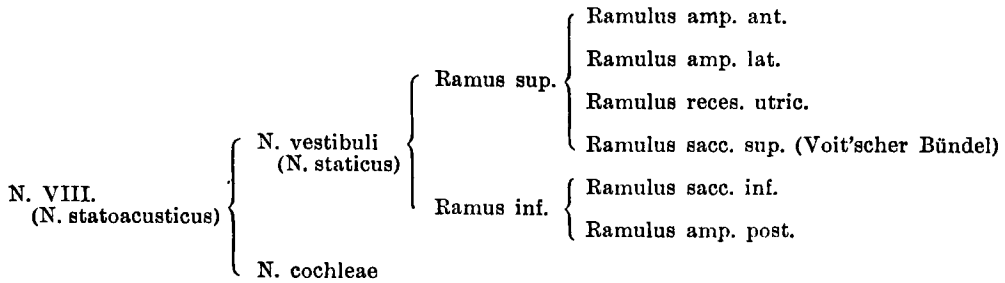 Ramulus amp. ant.
Ramulus amp. lat.
Ramus sup.
Ramulus reces. utric.
N. vestibuli
(N. staticus)
Ramulus sacc. sup. (Voit'scher Bündel)
N. VIII.
(N. statoacusticus)
Ramus inf.
Ramulus sacc. inf.
Ramulus amp. post.
N. cochleae